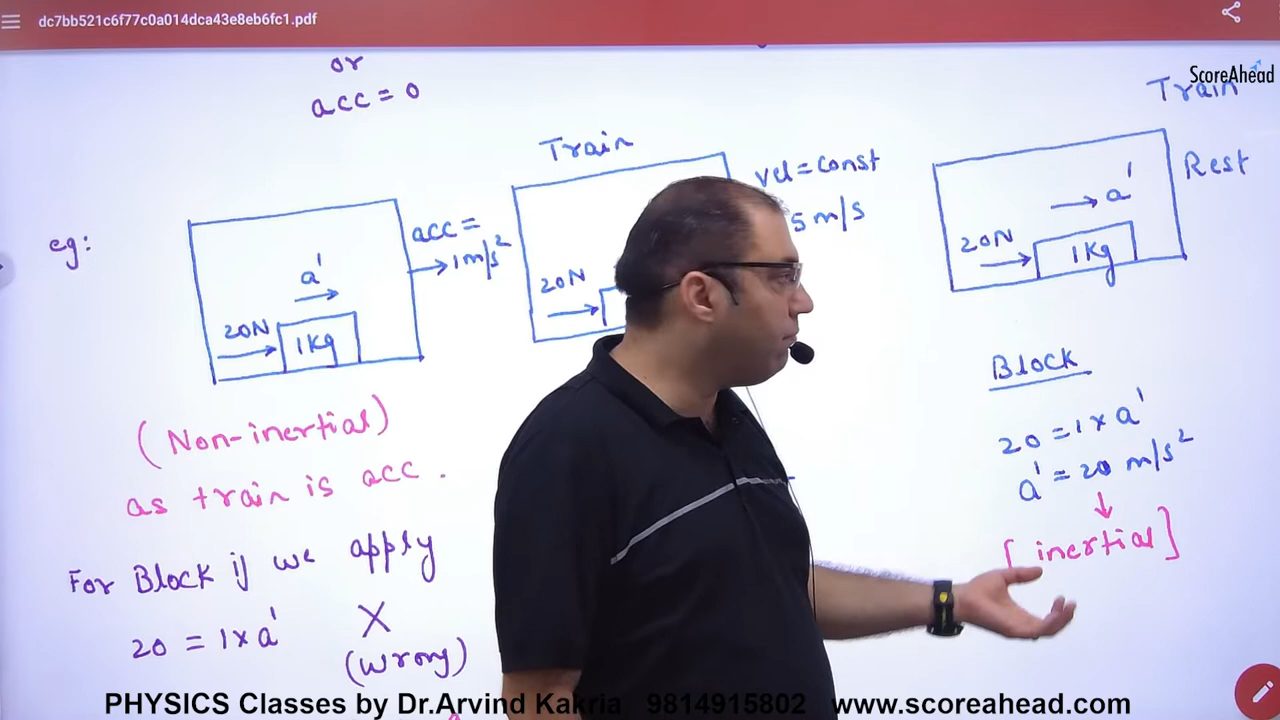 dc7bb521c6f77c0a014dca43e8eb6fc1.pdf
ScoreAhead
or
acc = 0
eg:
a'
20N
1kg
acc =
1m/s²
(Non-inertial)
as train is acc.
For Block if we apply
20 = 1 x a' X
(wrong)
Train
vel = const
5 m/s
20N
Train
Rest
a'
20N
1kg
Block
20 = 1 x a'
a' = 20 m/s²
[inertial]
PHYSICS Classes by Dr.Arvind Kakria 9814915802 www.scoreahead.com